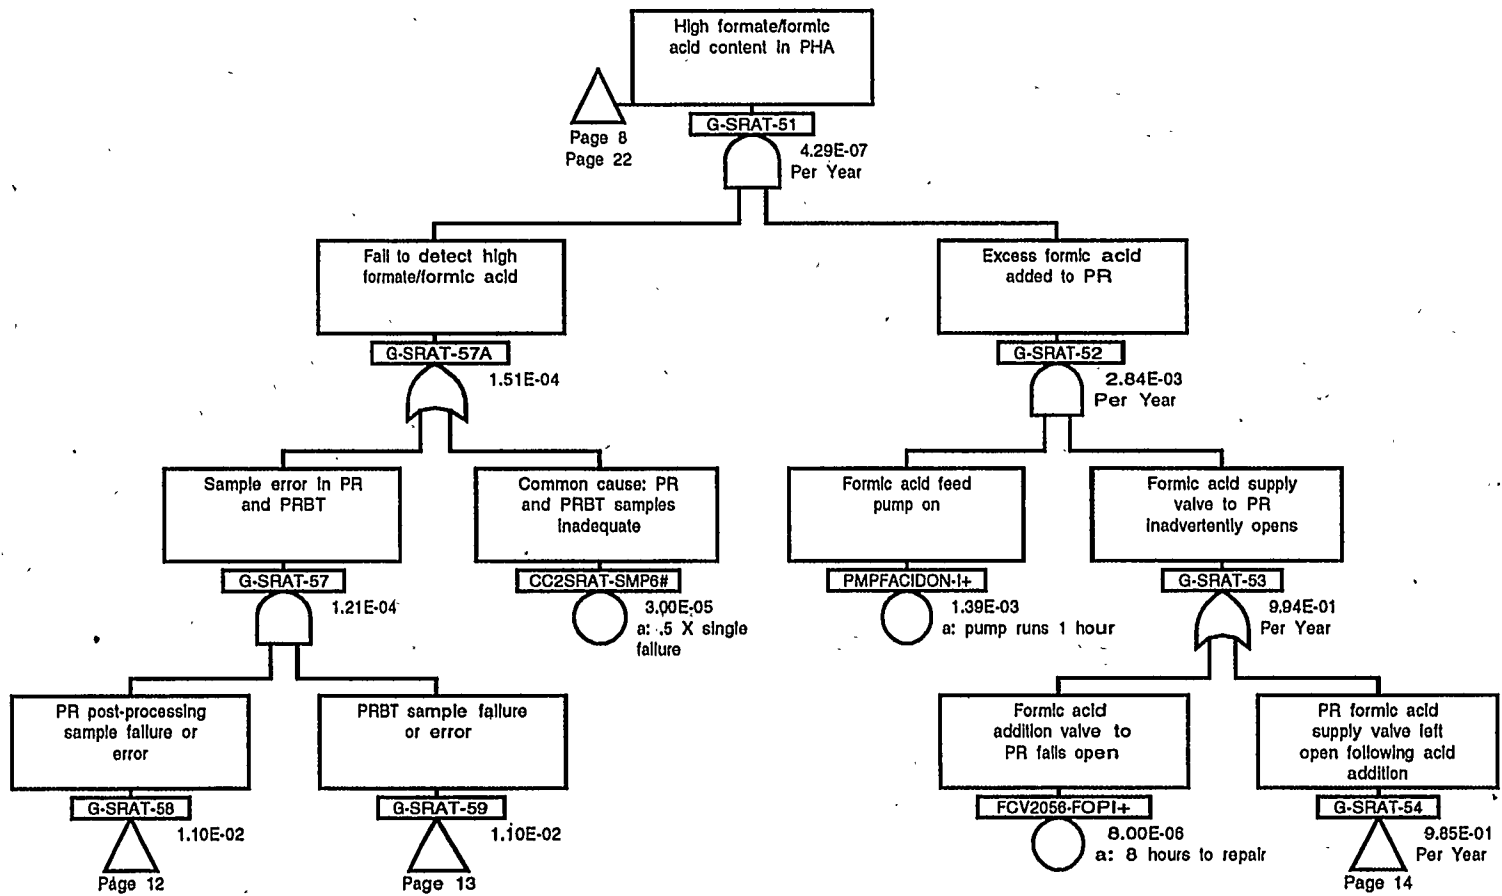 High formate/formic
acid content in PHA
Page 8
Page 22
G-SRAT-51
4.29E-07
Per Year
Fail to detect high
formate/formic acid
G-SRAT-57A
1.51E-04
Excess formic acid
added to PR
G-SRAT-52
2.84E-03
Per Year
Sample error in PR
and PRBT
G-SRAT-57
1.21E-04
Common cause: PR
and PRBT samples
inadequate
CC2SRAT-SMP6#
3.00E-05
a: .5 X single
failure
Formic acid feed
pump on
PMPFACIDON-I+
1.39E-03
a: pump runs 1 hour
Formic acid supply
valve to PR
inadvertently opens
G-SRAT-53
9.94E-01
Per Year
PR post-processing
sample failure or
error
G-SRAT-58
1.10E-02
Page 12
PRBT sample failure
or error
G-SRAT-59
1.10E-02
Page 13
Formic acid
addition valve to
PR fails open
FCV2056-FOPI+
8.00E-06
a: 8 hours to repair
PR formic acid
supply valve left
open following acid
addition
G-SRAT-54
9.85E-01
Per Year
Page 14